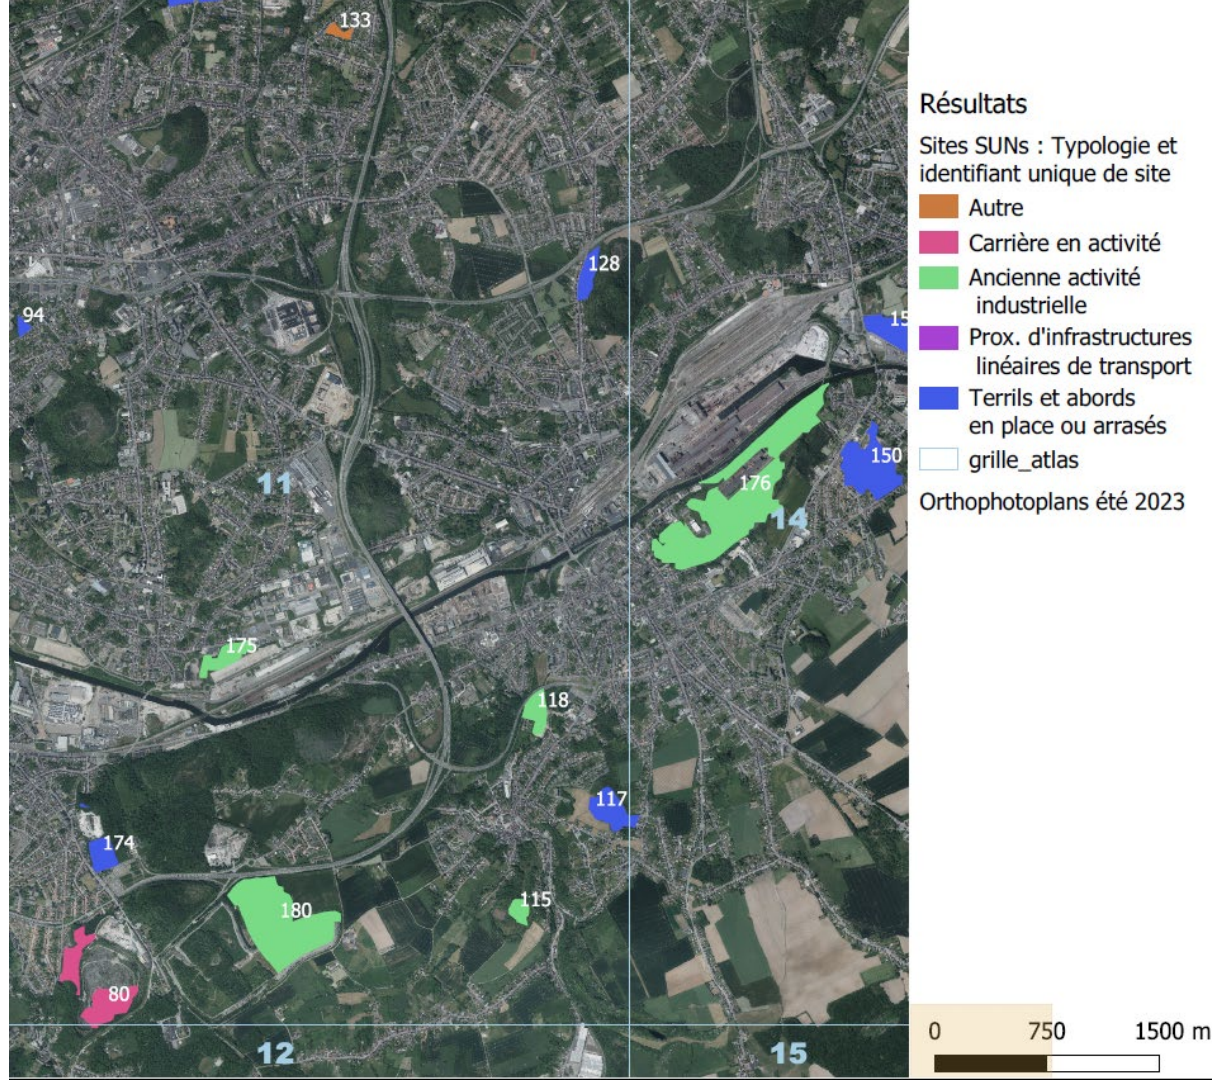 133
128
94
15
150
11
176
14
175
118
117
174
115
180
80
12
15
Résultats
Sites SUNs : Typologie et
identifiant unique de site
Autre
Carrière en activité
Ancienne activité
industrielle
Prox. d'infrastructures
linéaires de transport
Terrils et abords
en place ou arrasés
grille_atlas
Orthophotoplans été 2023
0 750 1500 m